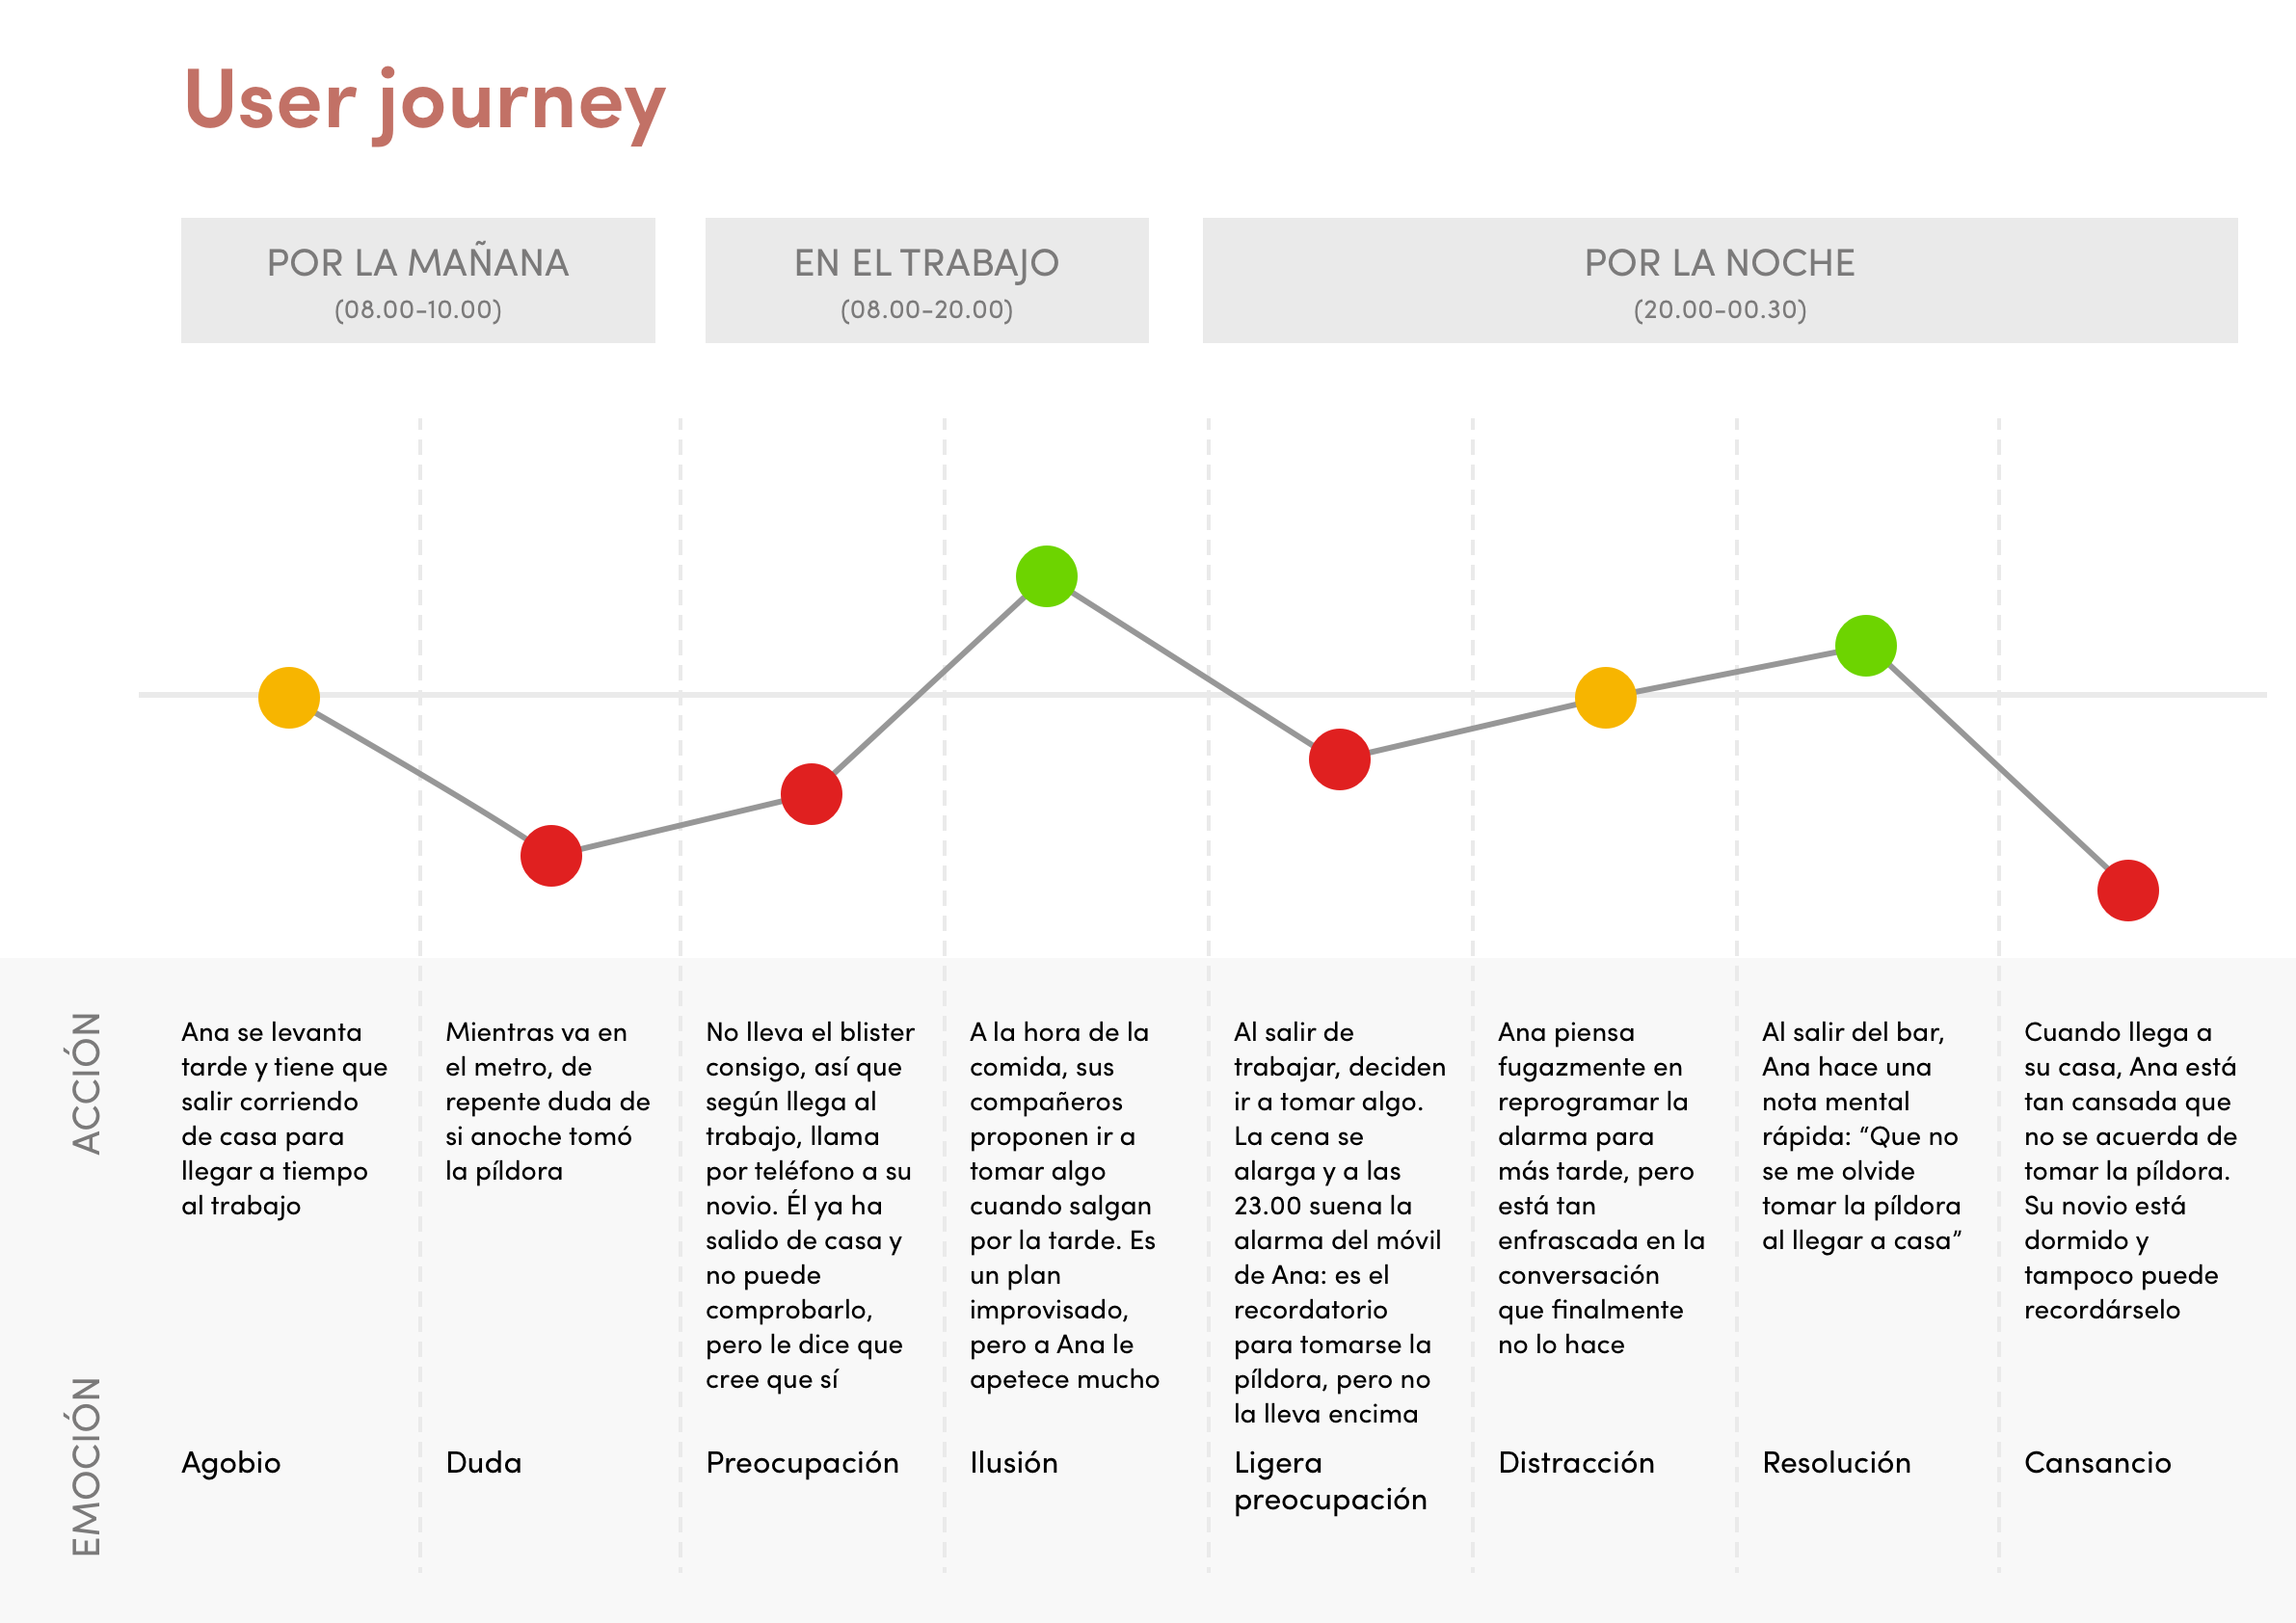 User journey
POR LA MAÑANA
(08.00-10.00)
EN EL TRABAJO
(08.00-20.00)
POR LA NOCHE
(20.00-00.30)
ACCIÓN
Ana se levanta
tarde y tiene que
salir corriendo
de casa para
llegar a tiempo
al trabajo
Mientras va en
el metro, de
repente duda de
si anoche tomó
la píldora
No lleva el blister
consigo, así que
según llega al
trabajo, llama
por teléfono a su
novio. Él ya ha
salido de casa y
no puede
comprobarlo,
pero le dice que
cree que sí
A la hora de la
comida, sus
compañeros
proponen ir a
tomar algo
cuando salgan
por la tarde. Es
un plan
improvisado,
pero a Ana le
apetece mucho
Al salir de
trabajar, deciden
ir a tomar algo.
La cena se
alarga y a las
23.00 suena la
alarma del móvil
de Ana: es el
recordatorio
para tomarse la
píldora, pero no
la lleva encima
Ana piensa
fugazmente en
reprogramar la
alarma para
más tarde, pero
está tan
enfrascada en la
conversación
que finalmente
no lo hace
Al salir del bar,
Ana hace una
nota mental
rápida: “Que no
se me olvide
tomar la píldora
al llegar a casa”
Cuando llega a
su casa, Ana está
tan cansada que
no se acuerda de
tomar la píldora.
Su novio está
dormido y
tampoco puede
recordárselo
EMOCIÓN
Agobio
Duda
Preocupación
Ilusión
Ligera
preocupación
Distracción
Resolución
Cansancio